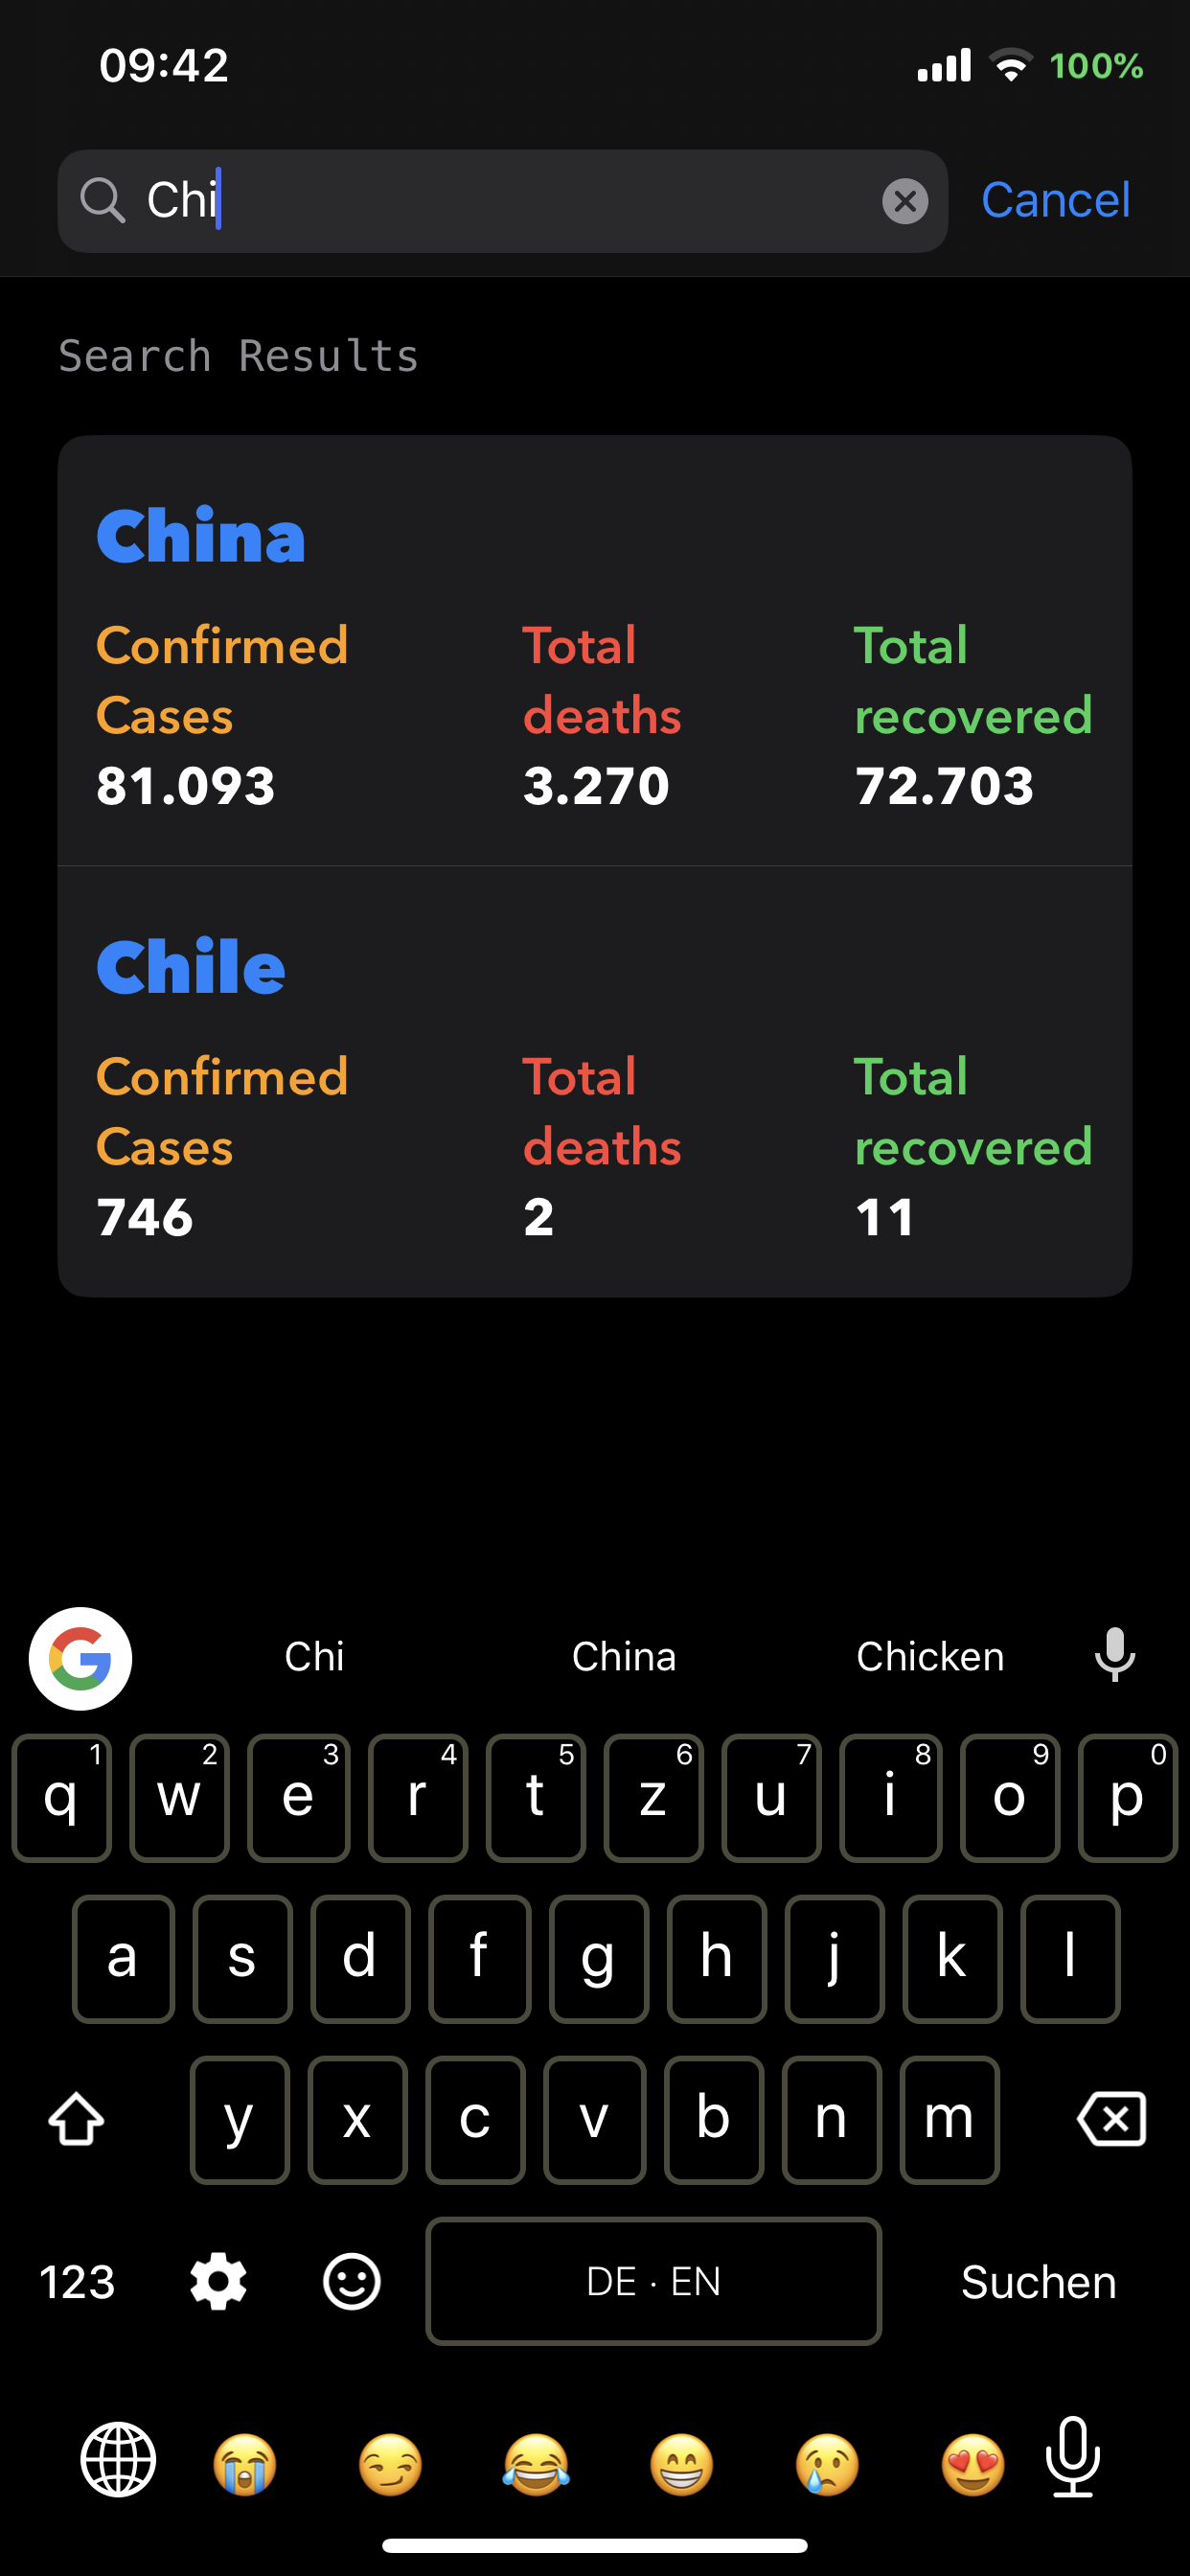 09:42 100%
Chi Cancel
Search Results
China
Confirmed Total Total
Cases deaths recovered
81.093 3.270 72.703
Chile
Confirmed Total Total
Cases deaths recovered
746 2 11
G Chi China Chicken
q 1 w 2 e 3 r 4 t 5 z 6 u 7 i 8 o 9 p 0
a s d f g h j k l
y x c v b n m
123 DE · EN Suchen